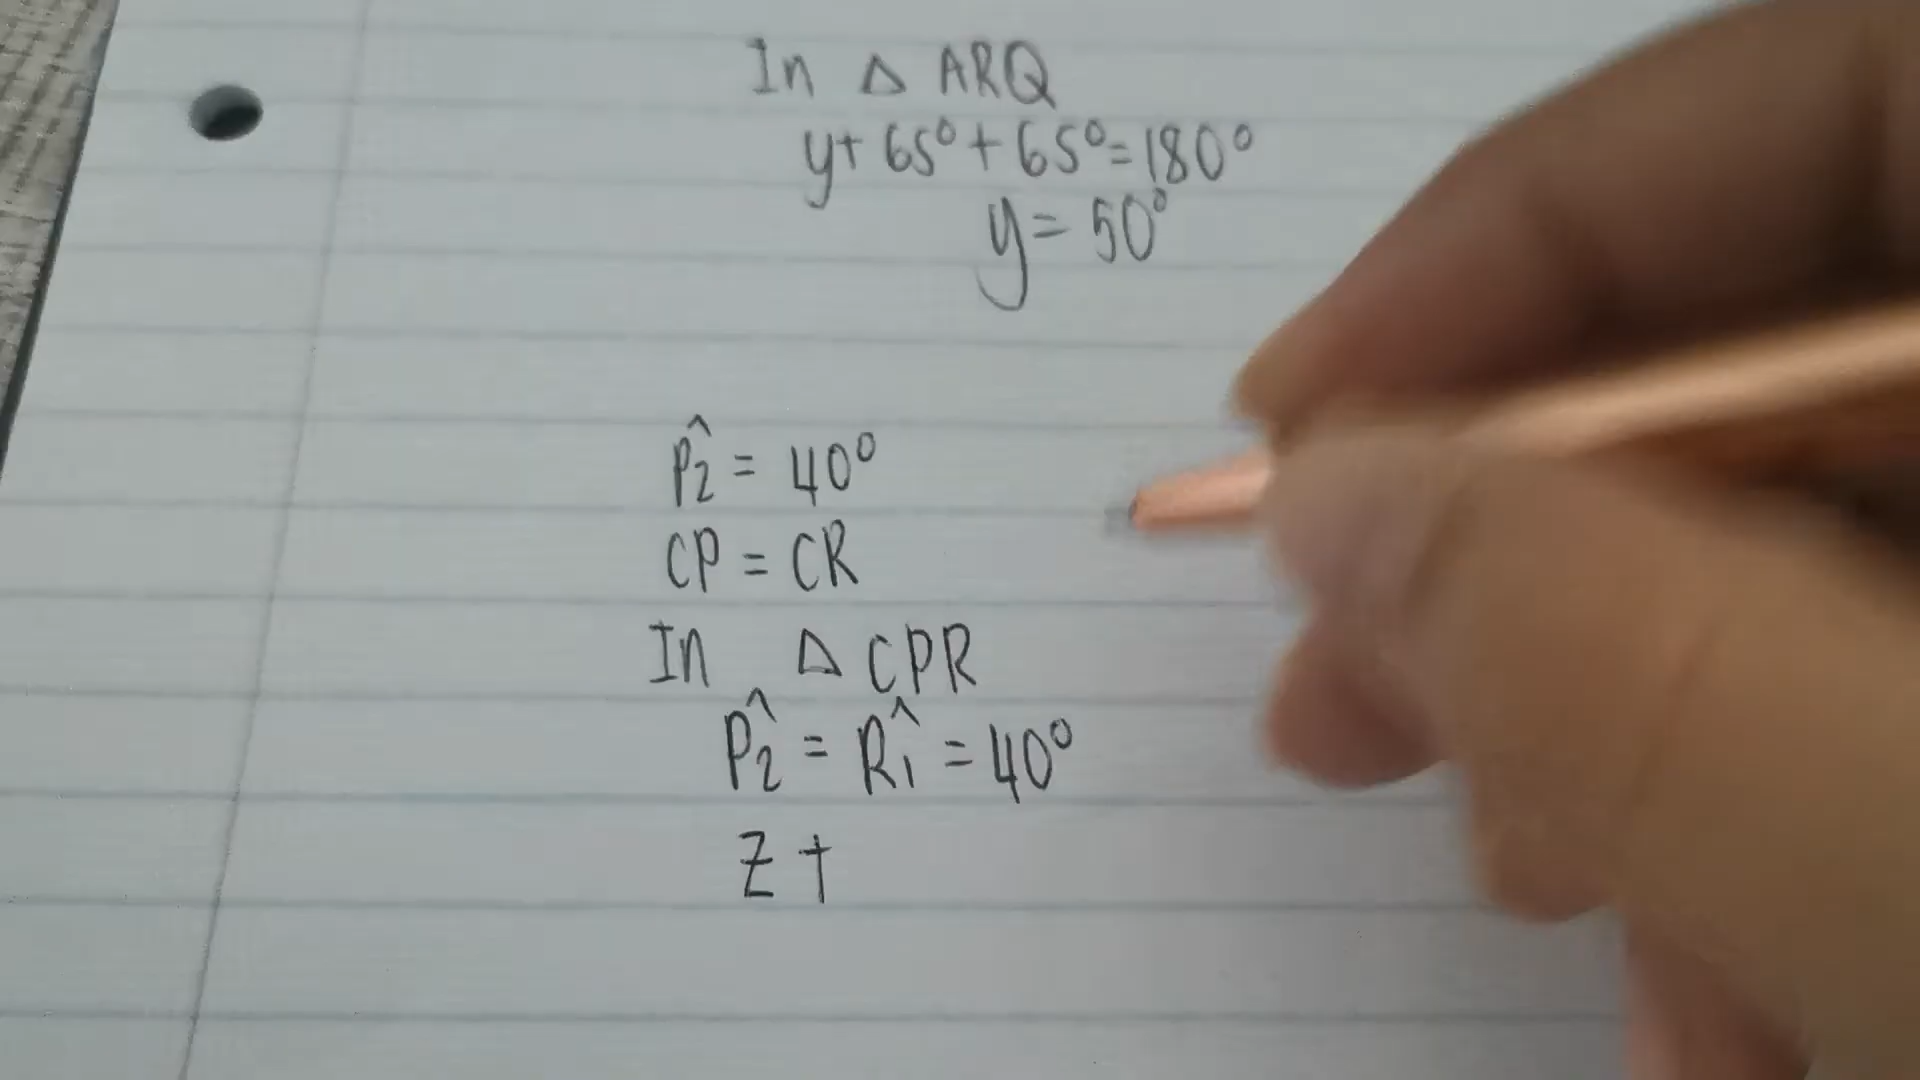 In △ ARQ
y + 65° + 65° = 180°
y = 50°
P̂₂ = 40°
CP = CR
In △ CPR
P̂₂ = R̂₁ = 40°
z +